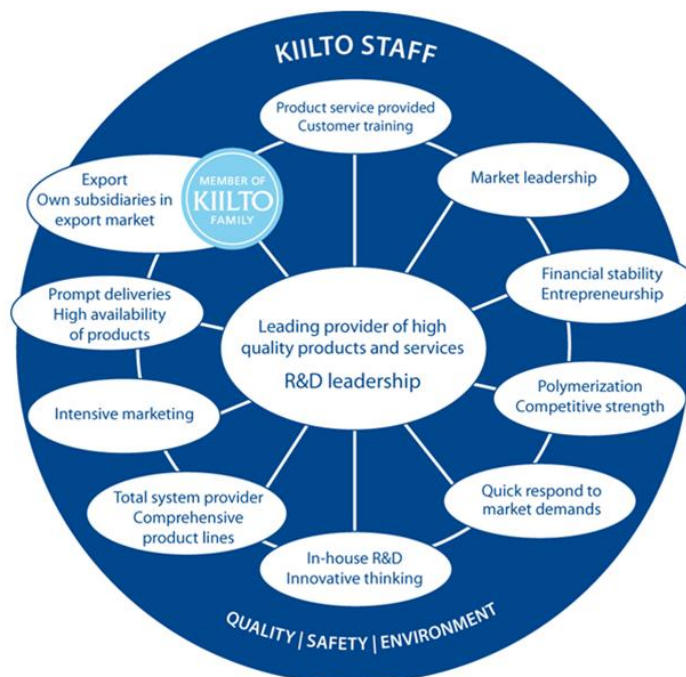 KIILTO STAFF
Product service provided
Customer training
Market leadership
Financial stability
Entrepreneurship
Polymerization
Competitive strength
Quick respond to
market demands
In-house R&D
Innovative thinking
Total system provider
Comprehensive
product lines
Intensive marketing
Prompt deliveries
High availability
of products
Export
Own subsidiaries in
export market
MEMBER OF
KIILTO
FAMILY
Leading provider of high
quality products and services
R&D leadership
QUALITY | SAFETY | ENVIRONMENT